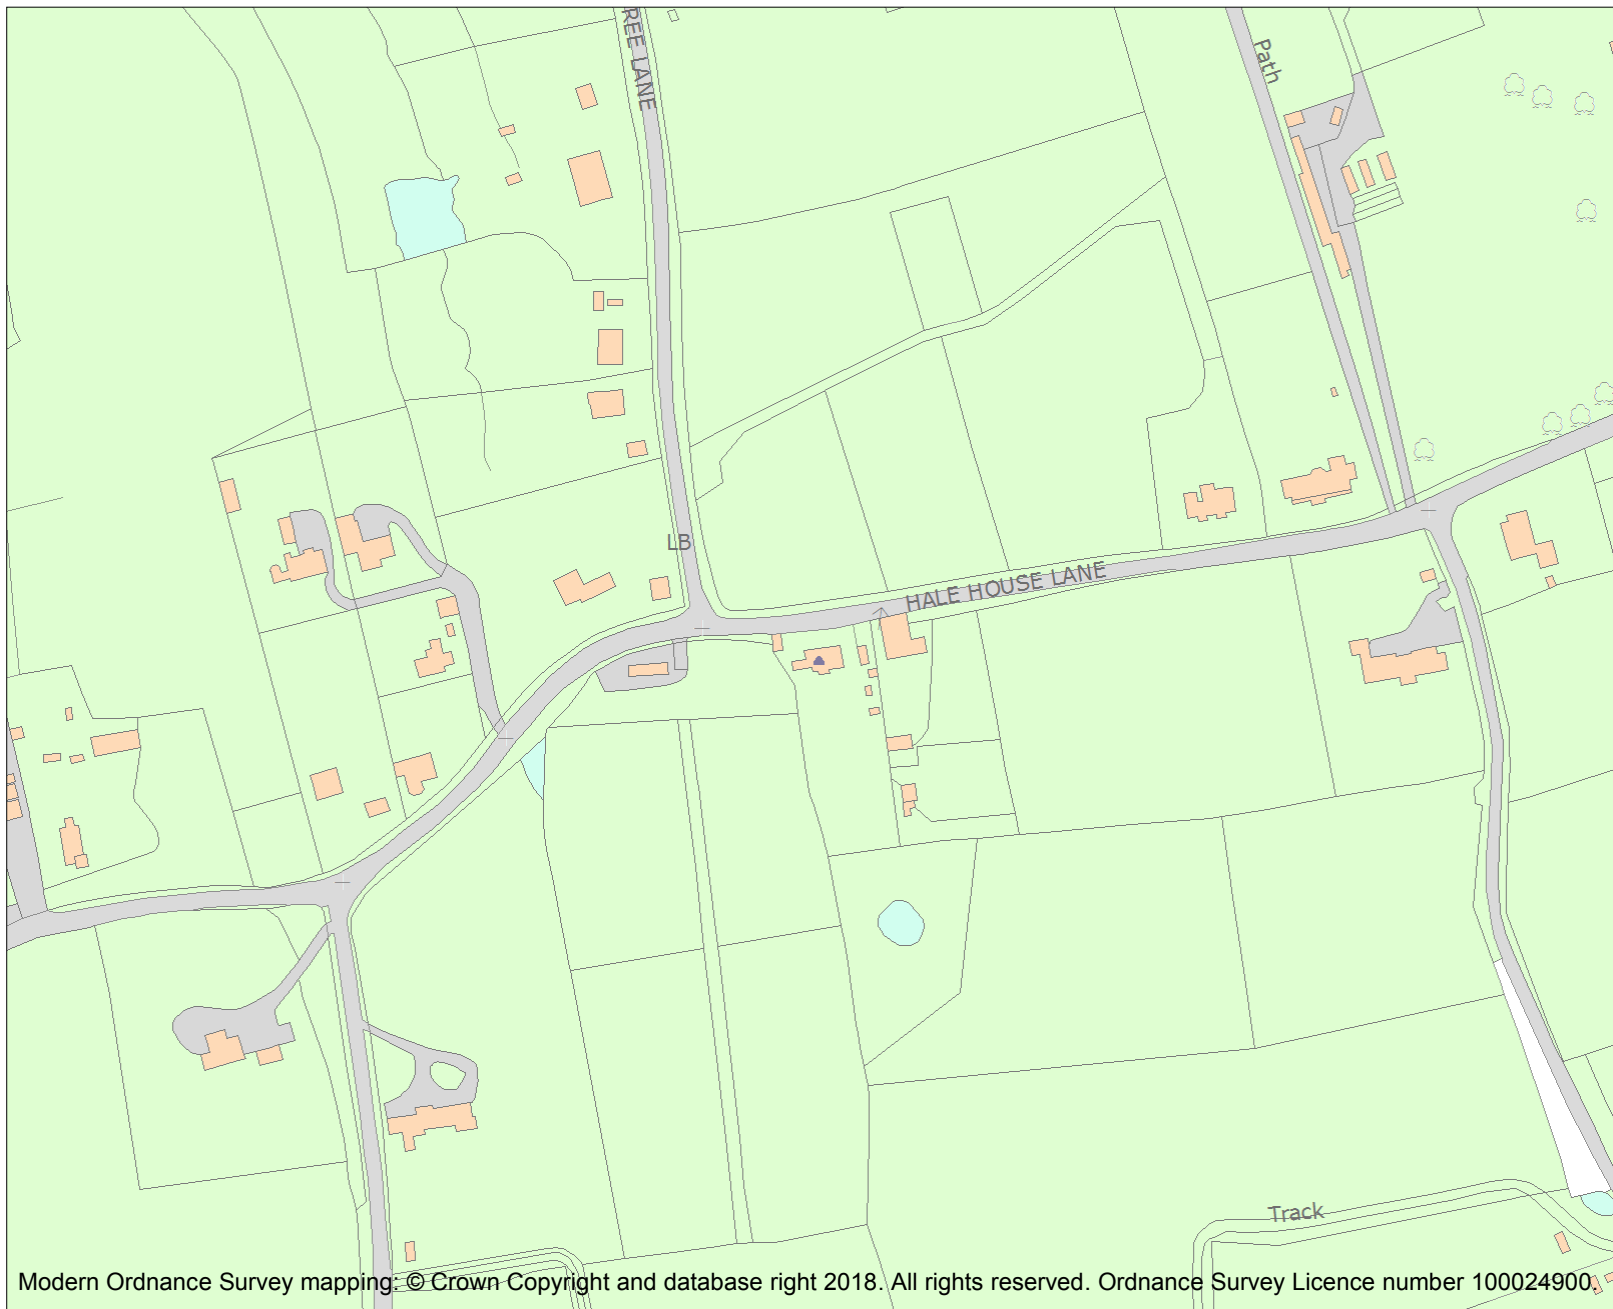 REE LANE
Path
LB
HALE HOUSE LANE
Track
Modern Ordnance Survey mapping: © Crown Copyright and database right 2018. All rights reserved. Ordnance Survey Licence number 100024900.